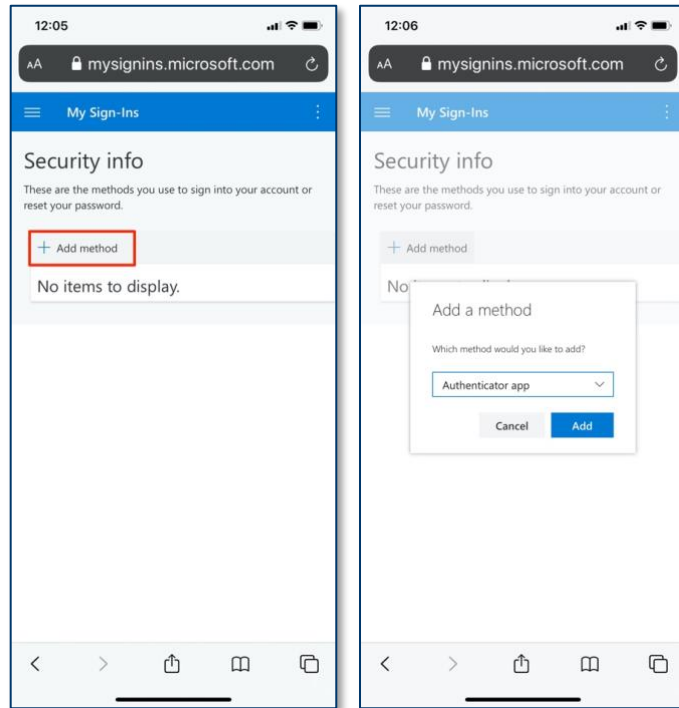 12:05
AA mysignins.microsoft.com
My Sign-Ins
Security info
These are the methods you use to sign into your account or
reset your password.
+ Add method
No items to display.
12:06
AA mysignins.microsoft.com
My Sign-Ins
Security info
These are the methods you use to sign into your account or
reset your password.
+ Add method
No
Add a method
Which method would you like to add?
Authenticator app
Cancel Add